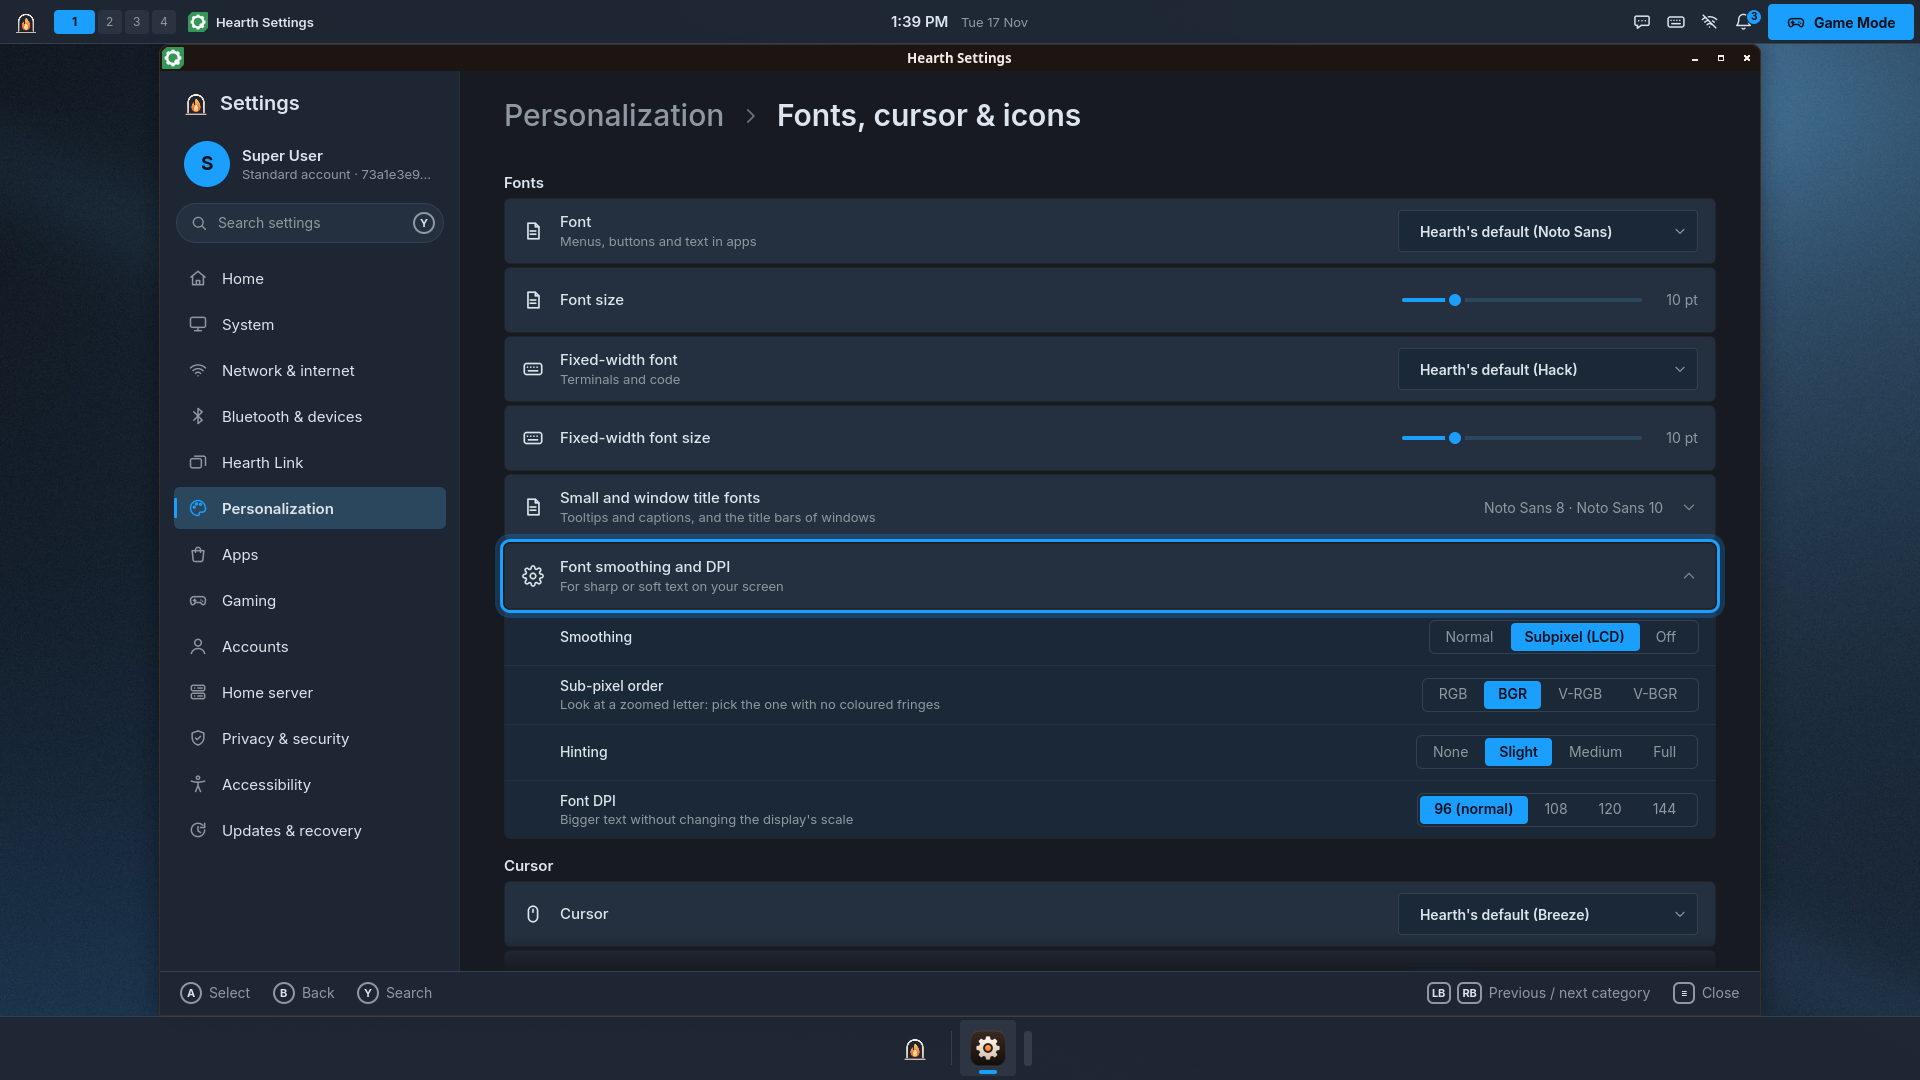 1
2
3
4
Hearth Settings
1:39 PM
Tue 17 Nov
3
Game Mode
Hearth Settings
Settings
S
Super User
Standard account · 73a1e3e9...
Search settings
Y
Home
System
Network & internet
Bluetooth & devices
Hearth Link
Personalization
Apps
Gaming
Accounts
Home server
Privacy & security
Accessibility
Updates & recovery
Personalization
Fonts, cursor & icons
Fonts
Font
Menus, buttons and text in apps
Hearth's default (Noto Sans)
Font size
10 pt
Fixed-width font
Terminals and code
Hearth's default (Hack)
Fixed-width font size
10 pt
Small and window title fonts
Tooltips and captions, and the title bars of windows
Noto Sans 8 · Noto Sans 10
Font smoothing and DPI
For sharp or soft text on your screen
Smoothing
Normal
Subpixel (LCD)
Off
Sub-pixel order
Look at a zoomed letter: pick the one with no coloured fringes
RGB
BGR
V-RGB
V-BGR
Hinting
None
Slight
Medium
Full
Font DPI
Bigger text without changing the display's scale
96 (normal)
108
120
144
Cursor
Cursor
Hearth's default (Breeze)
A Select
B Back
Y Search
LB RB Previous / next category
Close